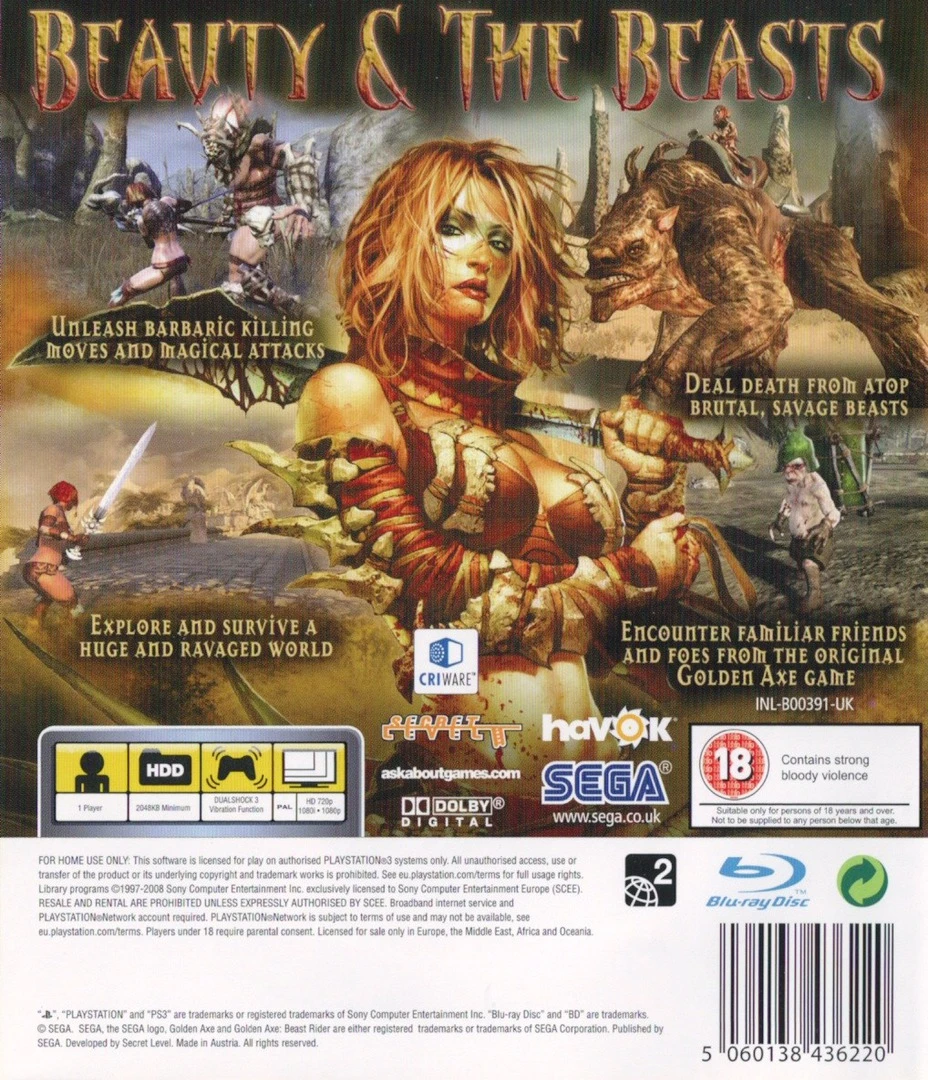 BEAUTY & THE BEASTS
UNLEASH BARBARIC KILLING
MOVES AND MAGICAL ATTACKS
DEAL DEATH FROM ATOP
BRUTAL, SAVAGE BEASTS
EXPLORE AND SURVIVE A
HUGE AND RAVAGED WORLD
ENCOUNTER FAMILIAR FRIENDS
AND FOES FROM THE ORIGINAL
GOLDEN AXE GAME
INL-B00391-UK
CRIWARE™
SECRET
LEVEL
havok®
askaboutgames.com
SEGA®
DOLBY®
DIGITAL
www.sega.co.uk
HDD
1 Player
2048KB Minimum
DUALSHOCK 3
Vibration Function
PAL
HD 720p
1080i • 1080p
18
Contains strong
bloody violence
Suitable only for persons of 18 years and over.
Not to be supplied to any person below that age.
FOR HOME USE ONLY: This software is licensed for play on authorised PLAYSTATION®3 systems only. All unauthorised access, use or
transfer of the product or its underlying copyright and trademark works is prohibited. See eu.playstation.com/terms for full usage rights.
Library programs ©1997-2008 Sony Computer Entertainment Inc. exclusively licensed to Sony Computer Entertainment Europe (SCEE).
RESALE AND RENTAL ARE PROHIBITED UNLESS EXPRESSLY AUTHORISED BY SCEE. Broadband internet service and
PLAYSTATION®Network account required. PLAYSTATION®Network is subject to terms of use and may not be available, see
eu.playstation.com/terms. Players under 18 require parental consent. Licensed for sale only in Europe, the Middle East, Africa and Oceania.
2
Blu-ray Disc™
"PS", "PLAYSTATION" and "PS3" are trademarks or registered trademarks of Sony Computer Entertainment Inc. "Blu-ray Disc" and "BD" are trademarks.
© SEGA. SEGA, the SEGA logo, Golden Axe and Golden Axe: Beast Rider are either registered trademarks or trademarks of SEGA Corporation. Published by
SEGA. Developed by Secret Level. Made in Austria. All rights reserved.
5 060138 436220